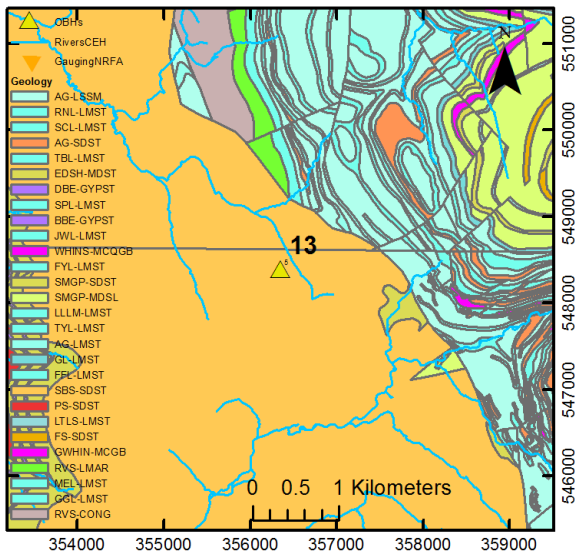 OBHs
RiversCEH
GaugingNRFA
Geology
AG-LSSM
RNL-LMST
SCL-LMST
AG-SDST
TBL-LMST
EDSH-MDST
DBE-GYPST
SPL-LMST
BBE-GYPST
JWL-LMST
WHINS-MCQGB
FYL-LMST
SMGP-SDST
SMGP-MDSL
LLLM-LMST
TYL-LMST
AG-LMST
GL-LMST
FFL-LMST
SBS-SDST
PS-SDST
LTLS-LMST
FS-SDST
GWHIN-MCGB
RVS-LMAR
MEL-LMST
GGL-LMST
RVS-CONG
N
13
5
0 0.5 1 Kilometers
551000
550000
549000
548000
547000
546000
354000 355000 356000 357000 358000 359000